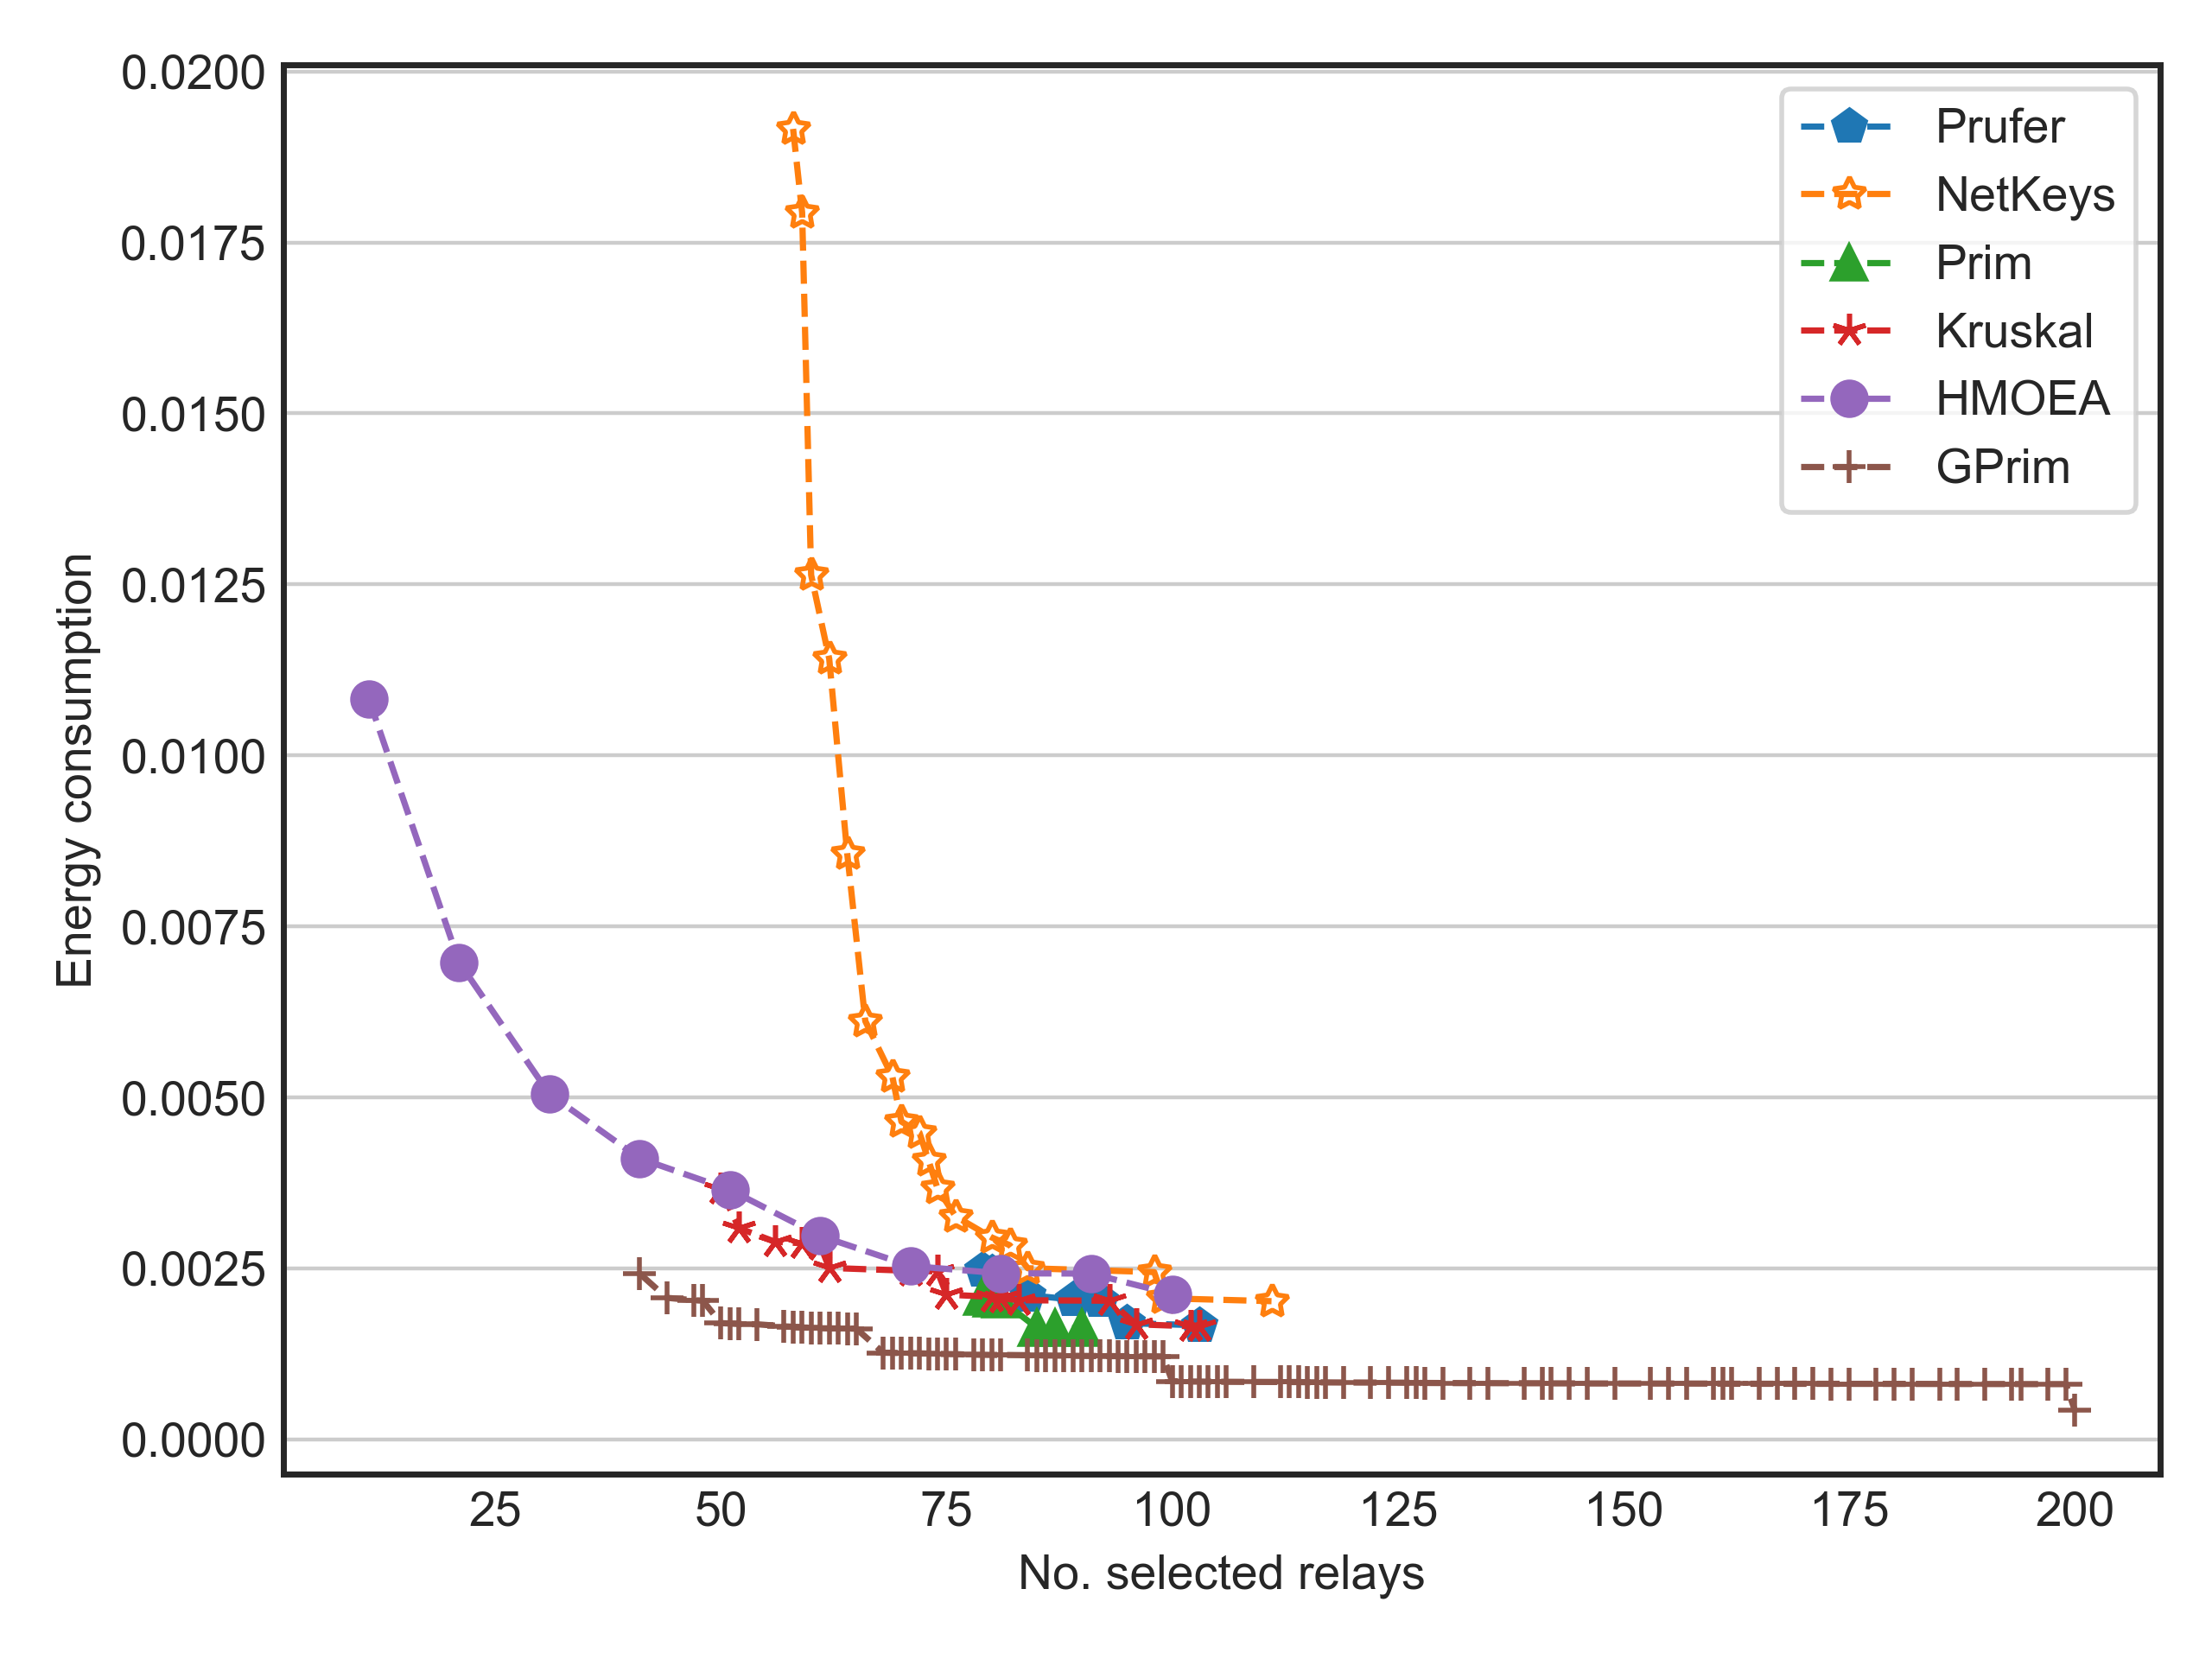 0.0200
0.0175
0.0150
0.0125
0.0100
0.0075
0.0050
0.0025
0.0000
Energy consumption
Prufer
NetKeys
Prim
Kruskal
HMOEA
GPrim
25 50 75 100 125 150 175 200
No. selected relays